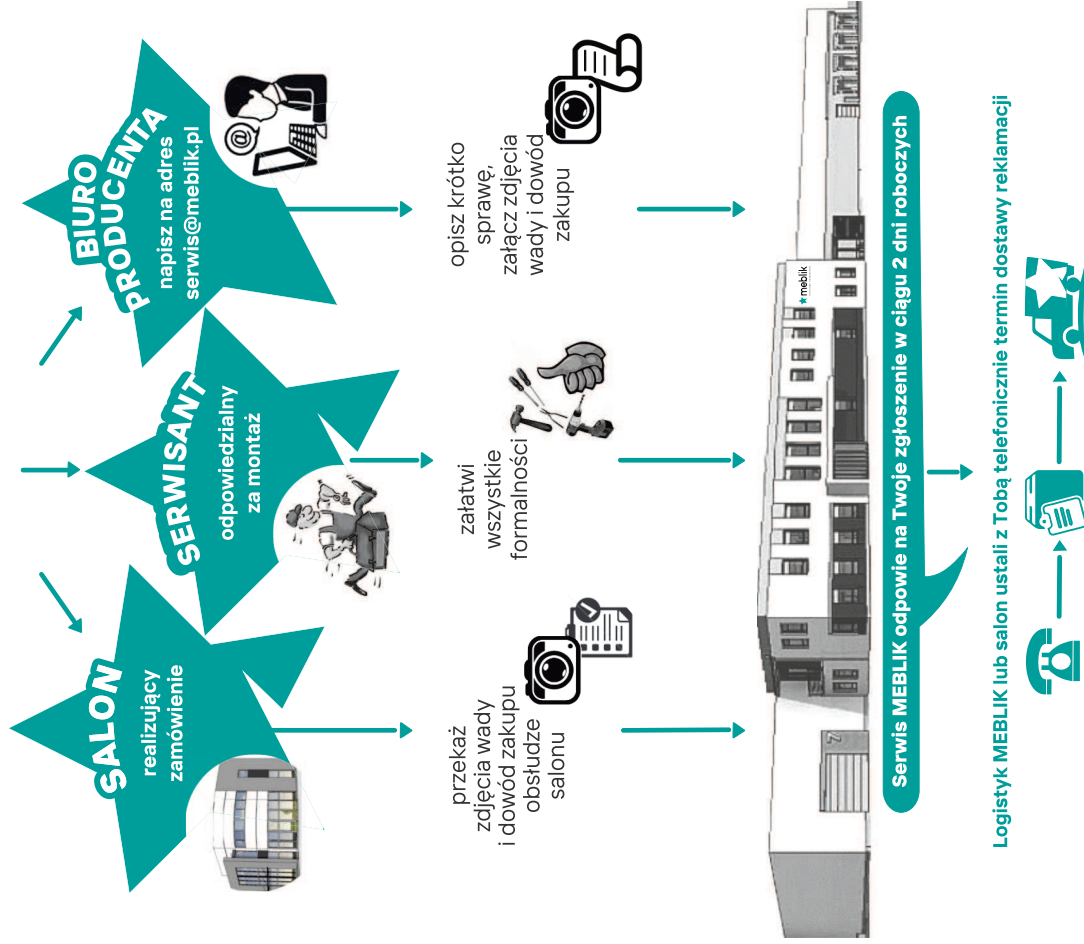 SALON
realizujący
zamówienie
SERWISANT
odpowiedzialny
za montaż
BIURO
PRODUCENTA
napisz na adres
serwis@meblik.pl
@
przekaż
zdjęcia wady
i dowód zakupu
obsłudze
salonu
załatwi
wszystkie
formalności
opisz krótko
sprawę,
załącz zdjęcia
wady i dowód
zakupu
meblik
Serwis MEBLIK odpowie na Twoje zgłoszenie w ciągu 2 dni roboczych
Logistyk MEBLIK lub salon ustali z Tobą telefonicznie termin dostawy reklamacji